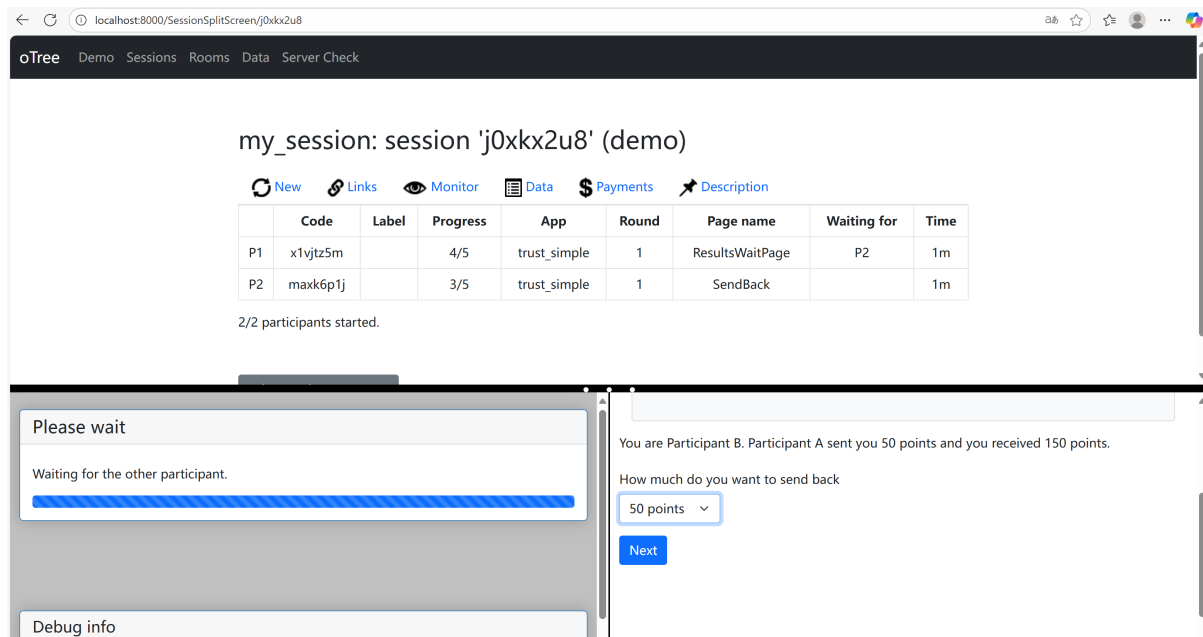 localhost:8000/SessionSplitScreen/j0xkx2u8
oTree Demo Sessions Rooms Data Server Check
my_session: session 'j0xkx2u8' (demo)
New Links Monitor Data Payments Description
Code Label Progress App Round Page name Waiting for Time
P1 x1vjtz5m 4/5 trust_simple 1 ResultsWaitPage P2 1m
P2 maxk6p1j 3/5 trust_simple 1 SendBack 1m
2/2 participants started.
Please wait
Waiting for the other participant.
Debug info
You are Participant B. Participant A sent you 50 points and you received 150 points.
How much do you want to send back
50 points
Next